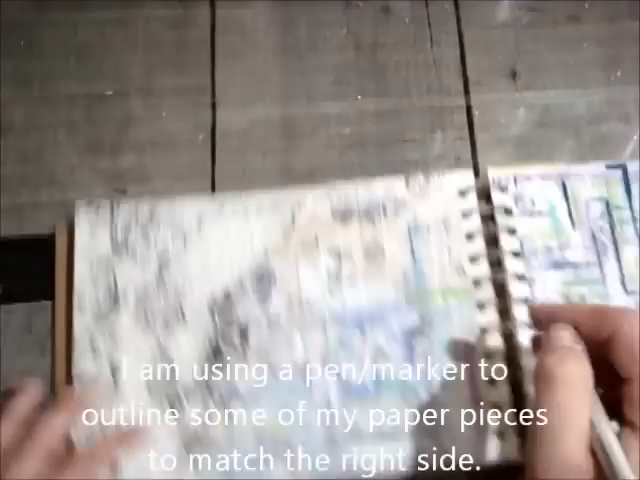 I am using a pen/marker to
outline some of my paper pieces
to match the right side.